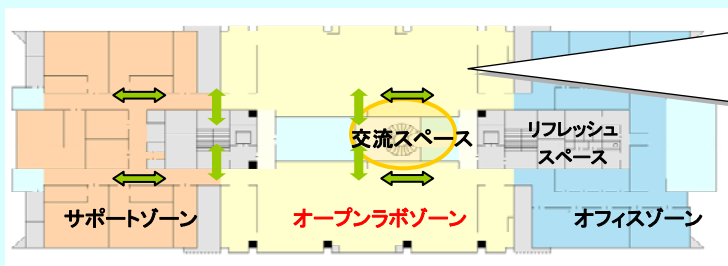 交流スペース
リフレッシュ
スペース
サポートゾーン
オープンラボゾーン
オフィスゾーン